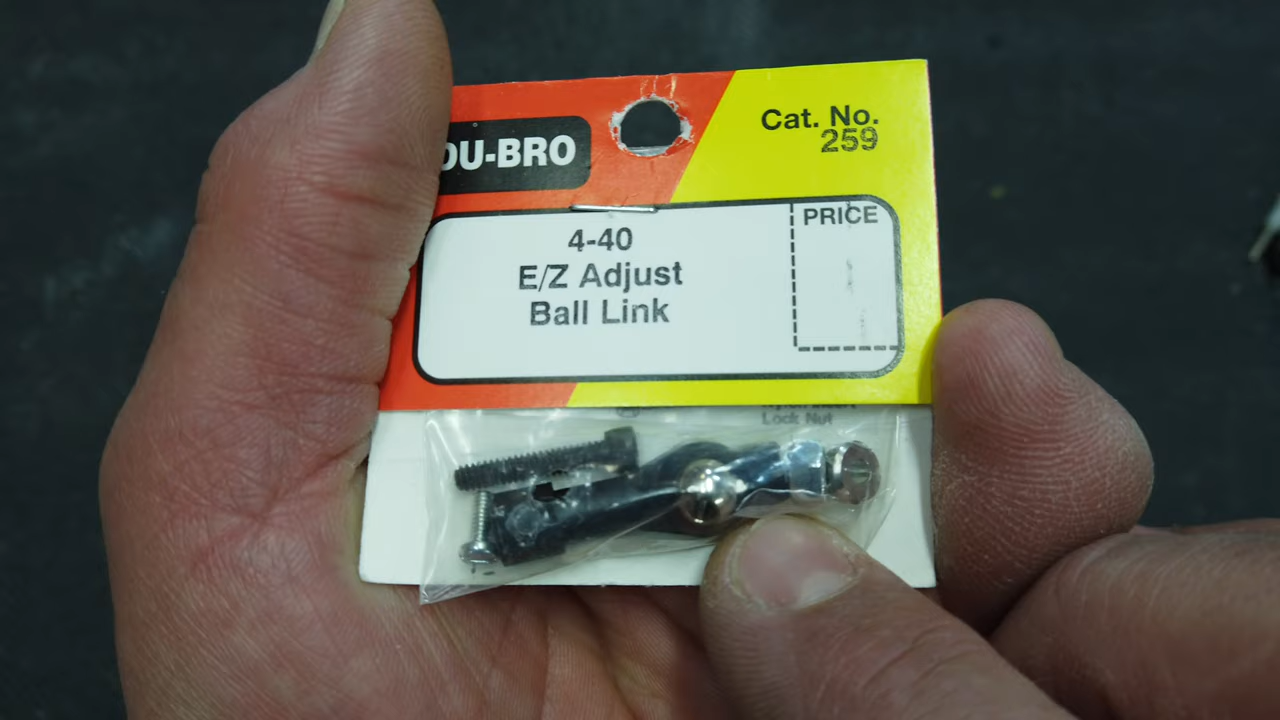 DU-BRO
Cat. No.
259
PRICE
4-40
E/Z Adjust
Ball Link
Lock Nut